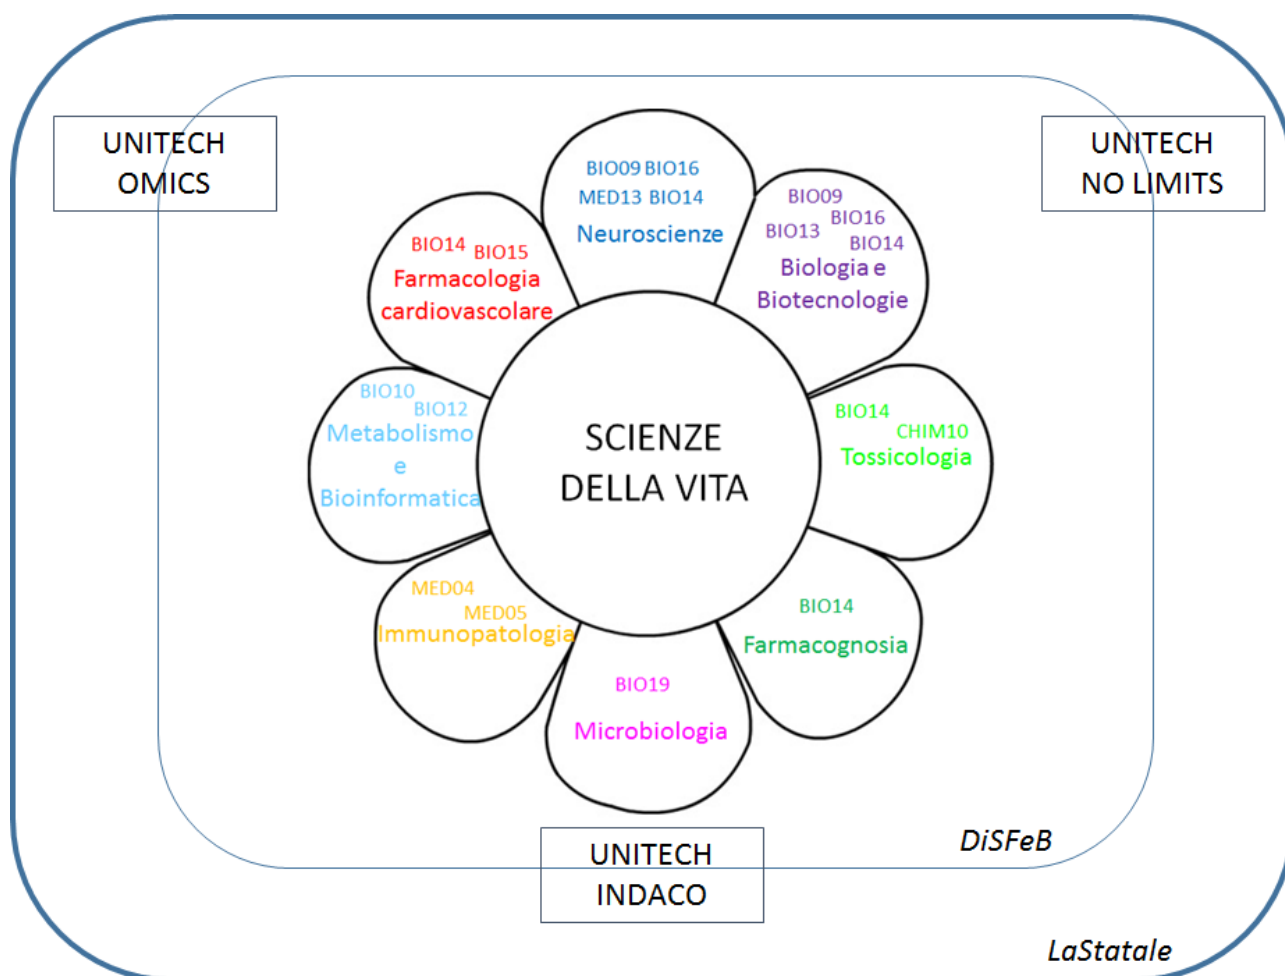 UNITECH
OMICS
UNITECH
NO LIMITS
BIO09 BIO16
MED13 BIO14
Neuroscienze
BIO09
BIO16
BIO13
BIO14
Biologia e
Biotecnologie
BIO14
BIO15
Farmacologia
cardiovascolare
BIO10
BIO12
Metabolismo
e
Bioinformatica
SCIENZE
DELLA VITA
BIO14
CHIM10
Tossicologia
MED04
MED05
Immunopatologia
BIO14
Farmacognosia
BIO19
Microbiologia
UNITECH
INDACO
DiSFeB
LaStatale